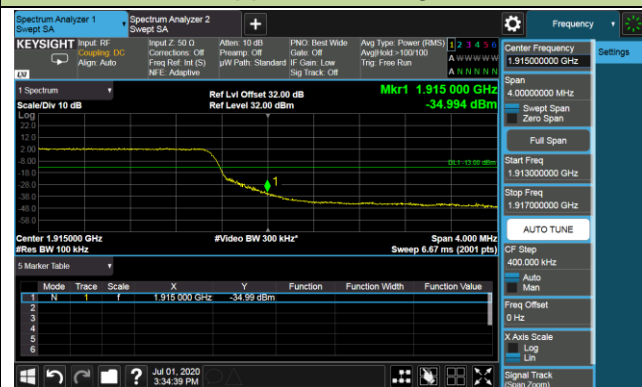 Spectrum Analyzer 1
Swept SA
Spectrum Analyzer 2
Swept SA
+
Frequency
KEYSIGHT
Input: RF
Coupling: DC
Align: Auto
Input Z: 50 Ω
Corrections: Off
Freq Ref: Int (S)
NFE: Adaptive
Atten: 10 dB
Preamp: Off
µW Path: Standard
PNO: Best Wide
Gate: Off
IF Gain: Low
Sig Track: Off
Avg Type: Power (RMS)
Avg|Hold:>100/100
Trig: Free Run
1 2 3 4 5 6
A W W W W W
A N N N N N
LXI
1 Spectrum
Scale/Div 10 dB
Log
Ref Lvl Offset 32.00 dB
Ref Level 32.00 dBm
Mkr1 1.915 000 GHz
-34.994 dBm
22.0
12.0
2.00
-8.00
-18.0
-28.0
-38.0
-48.0
-58.0
DL1 -13.00 dBm
1
Center 1.915000 GHz
#Res BW 100 kHz
#Video BW 300 kHz*
Span 4.000 MHz
Sweep 6.67 ms (2001 pts)
5 Marker Table
Mode Trace Scale X Y Function Function Width Function Value
1 N 1 f 1.915 000 GHz -34.99 dBm
2
3
4
5
6
Center Frequency
1.915000000 GHz
Settings
Span
4.00000000 MHz
Swept Span
Zero Span
Full Span
Start Freq
1.913000000 GHz
Stop Freq
1.917000000 GHz
AUTO TUNE
CF Step
400.000 kHz
Auto
Man
Freq Offset
0 Hz
X Axis Scale
Log
Lin
Signal Track
(Span Zoom)
?
Jul 01, 2020
3:34:39 PM